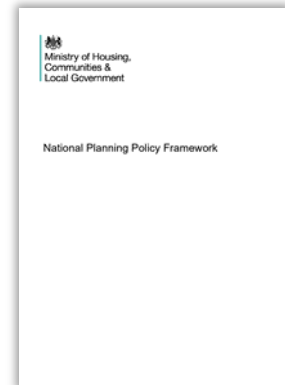 Ministry of Housing,
Communities &
Local Government
National Planning Policy Framework